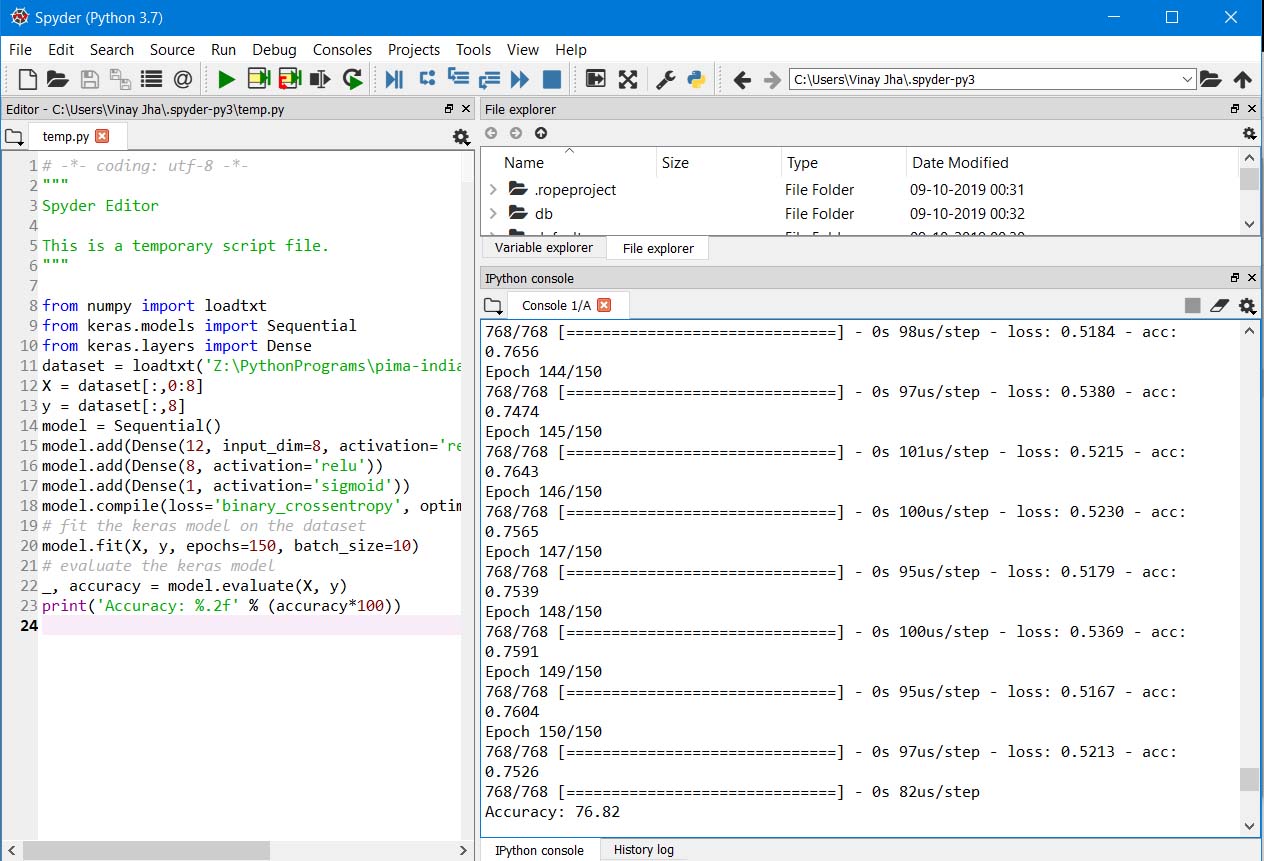 Spyder (Python 3.7)
File Edit Search Source Run Debug Consoles Projects Tools View Help
C:\Users\Vinay Jha\.spyder-py3
Editor - C:\Users\Vinay Jha\.spyder-py3\temp.py
temp.py
1 # -*- coding: utf-8 -*-
2 """
3 Spyder Editor
4
5 This is a temporary script file.
6 """
7
8 from numpy import loadtxt
9 from keras.models import Sequential
10 from keras.layers import Dense
11 dataset = loadtxt('Z:\PythonPrograms\pima-india
12 X = dataset[:,0:8]
13 y = dataset[:,8]
14 model = Sequential()
15 model.add(Dense(12, input_dim=8, activation='re
16 model.add(Dense(8, activation='relu'))
17 model.add(Dense(1, activation='sigmoid'))
18 model.compile(loss='binary_crossentropy', optim
19 # fit the keras model on the dataset
20 model.fit(X, y, epochs=150, batch_size=10)
21 # evaluate the keras model
22 _, accuracy = model.evaluate(X, y)
23 print('Accuracy: %.2f' % (accuracy*100))
24
File explorer
Name Size Type Date Modified
.ropeproject File Folder 09-10-2019 00:31
db File Folder 09-10-2019 00:32
Variable explorer File explorer
IPython console
Console 1/A
768/768 [==============================] - 0s 98us/step - loss: 0.5184 - acc:
0.7656
Epoch 144/150
768/768 [==============================] - 0s 97us/step - loss: 0.5380 - acc:
0.7474
Epoch 145/150
768/768 [==============================] - 0s 101us/step - loss: 0.5215 - acc:
0.7643
Epoch 146/150
768/768 [==============================] - 0s 100us/step - loss: 0.5230 - acc:
0.7565
Epoch 147/150
768/768 [==============================] - 0s 95us/step - loss: 0.5179 - acc:
0.7539
Epoch 148/150
768/768 [==============================] - 0s 100us/step - loss: 0.5369 - acc:
0.7591
Epoch 149/150
768/768 [==============================] - 0s 95us/step - loss: 0.5167 - acc:
0.7604
Epoch 150/150
768/768 [==============================] - 0s 97us/step - loss: 0.5213 - acc:
0.7526
768/768 [==============================] - 0s 82us/step
Accuracy: 76.82
IPython console History log